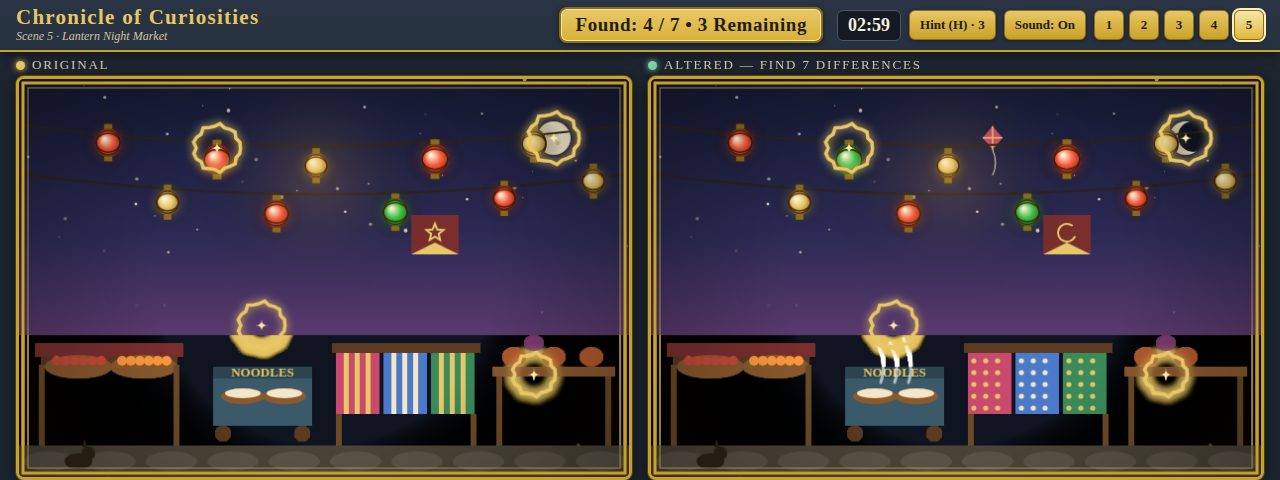 Chronicle of Curiosities
Scene 5 · Lantern Night Market
Found: 4 / 7 • 3 Remaining
02:59
Hint (H) · 3
Sound: On
1
2
3
4
5
ORIGINAL
ALTERED — FIND 7 DIFFERENCES
NOODLES
NOODLES